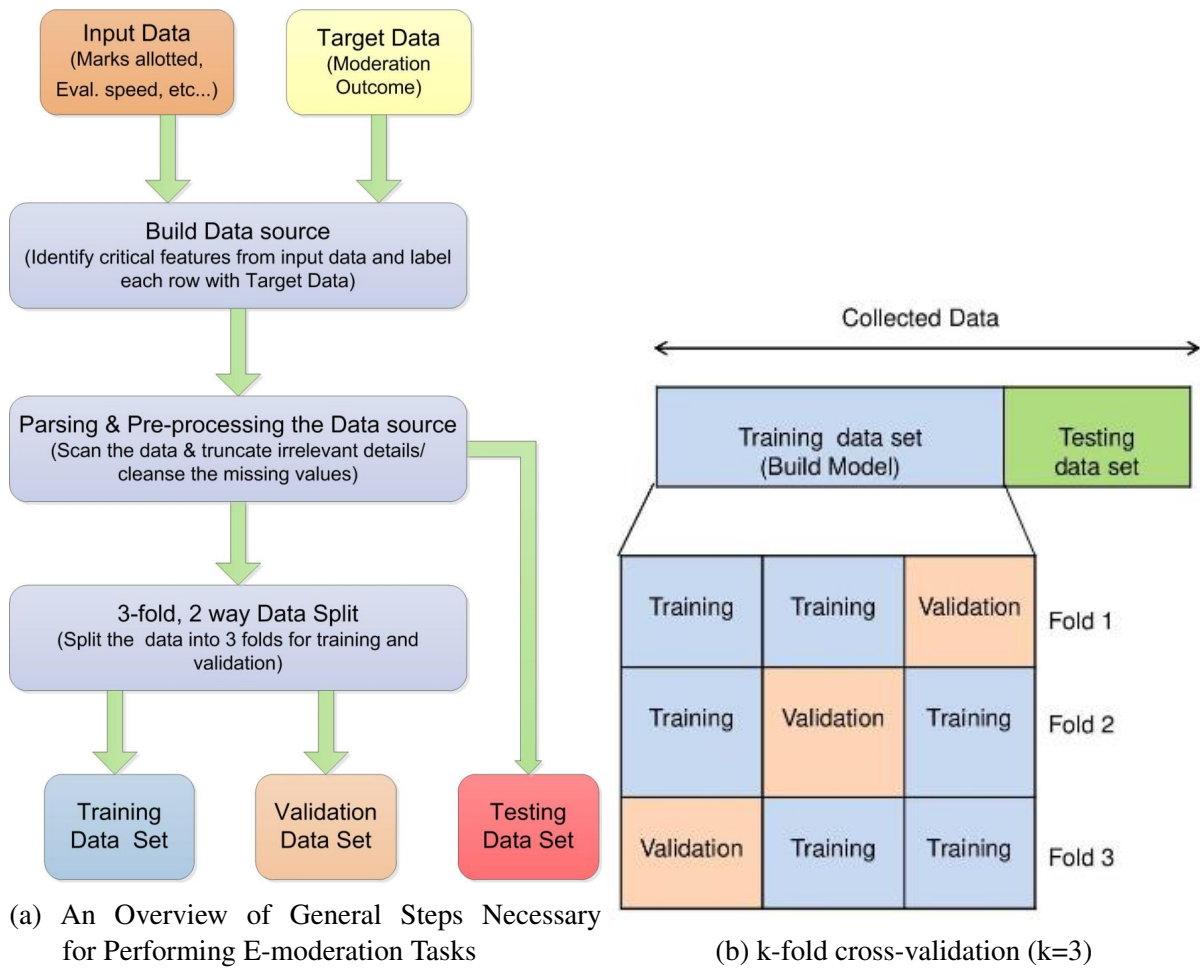 Input Data
(Marks allotted,
Eval. speed, etc...)
Target Data
(Moderation
Outcome)
Build Data source
(Identify critical features from input data and label
each row with Target Data)
Parsing & Pre-processing the Data source
(Scan the data & truncate irrelevant details/
cleanse the missing values)
3-fold, 2 way Data Split
(Split the data into 3 folds for training and
validation)
Training
Data Set
Validation
Data Set
Testing
Data Set
(a) An Overview of General Steps Necessary
for Performing E-moderation Tasks
Collected Data
Training data set
(Build Model)
Testing
data set
Training
Training
Validation
Fold 1
Training
Validation
Training
Fold 2
Validation
Training
Training
Fold 3
(b) k-fold cross-validation (k=3)